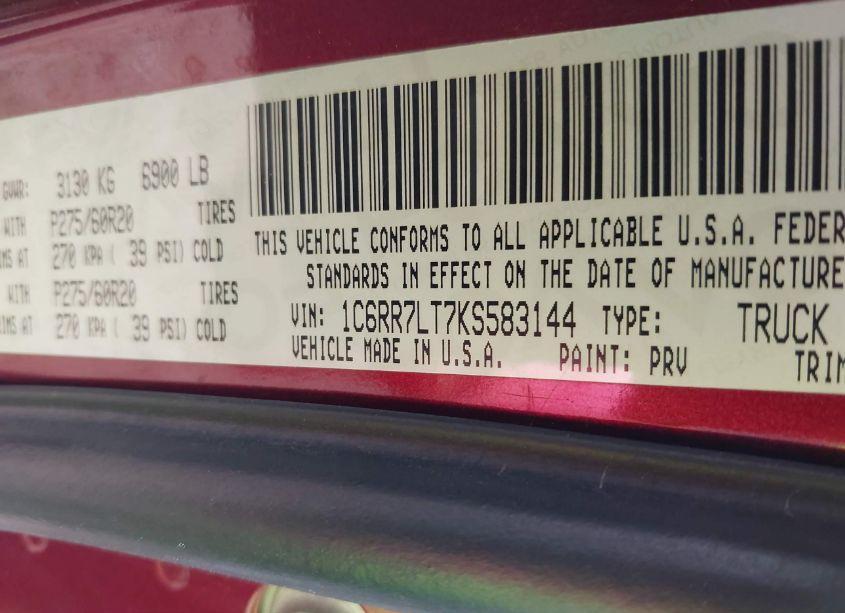 GVWR: 3130 KG 6900 LB
WITH P275/60R20 TIRES
IMS AT 270 KPA ( 39 PSI) COLD
WITH P275/60R20 TIRES
IMS AT 270 KPA ( 39 PSI) COLD
THIS VEHICLE CONFORMS TO ALL APPLICABLE U.S.A. FEDER
STANDARDS IN EFFECT ON THE DATE OF MANUFACTURE
VIN: 1C6RR7LT7KS583144 TYPE: TRUCK
VEHICLE MADE IN U.S.A. PAINT: PRV TRIM